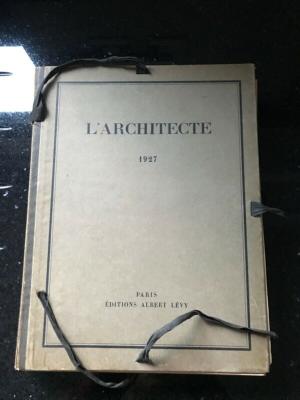 L'ARCHITECTE
1927
PARIS
ÉDITIONS ALBERT LÉVY